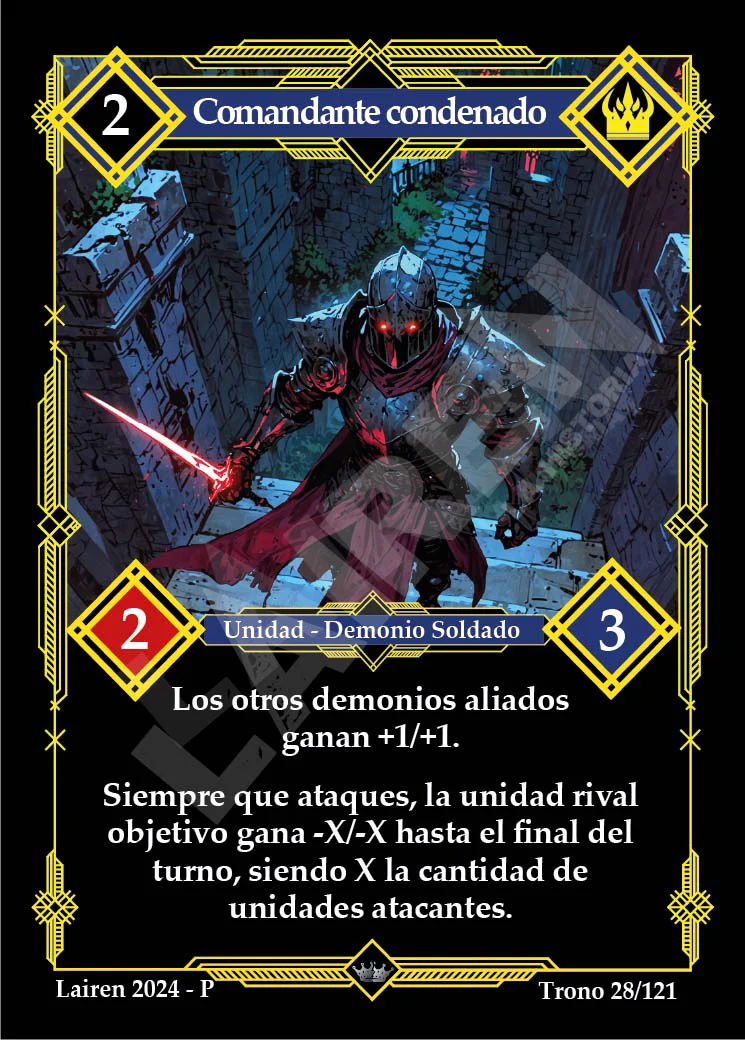 2
Comandante condenado
2
Unidad - Demonio Soldado
3
Los otros demonios aliados
ganan +1/+1.
Siempre que ataques, la unidad rival
objetivo gana -X/-X hasta el final del
turno, siendo X la cantidad de
unidades atacantes.
Lairen 2024 - P
Trono 28/121
LAIREN